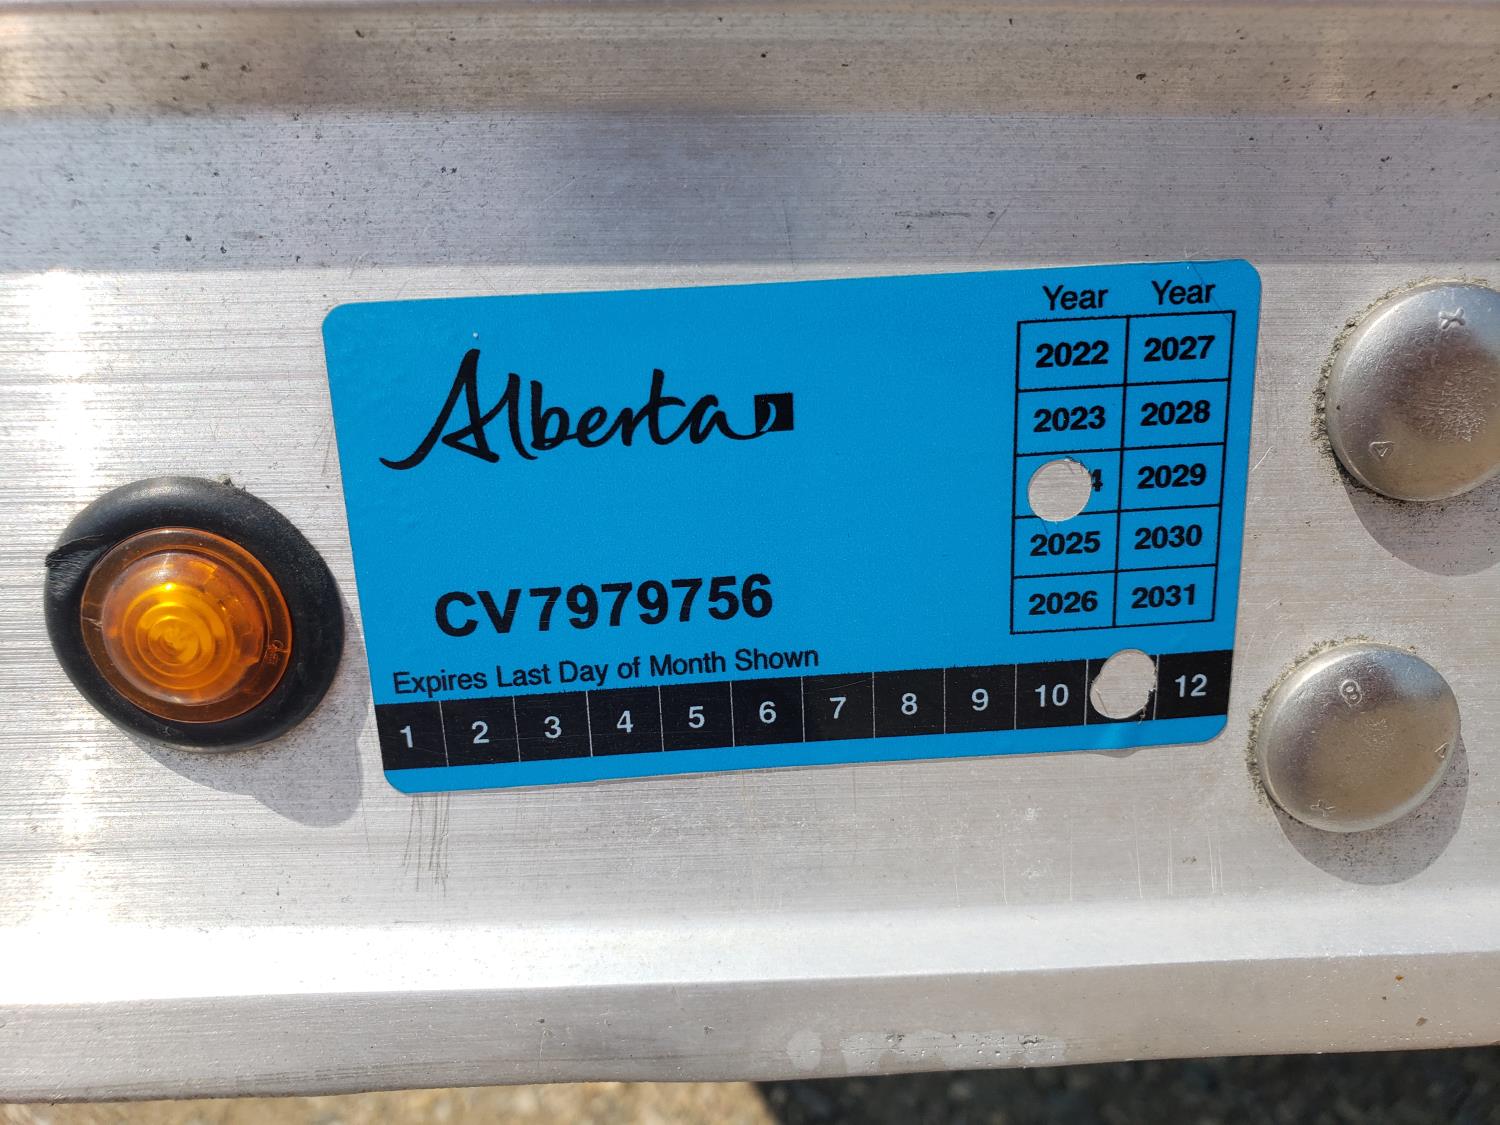 Alberta
Year Year
2022 2027
2023 2028
4 2029
2025 2030
2026 2031
CV7979756
Expires Last Day of Month Shown
1 2 3 4 5 6 7 8 9 10 12